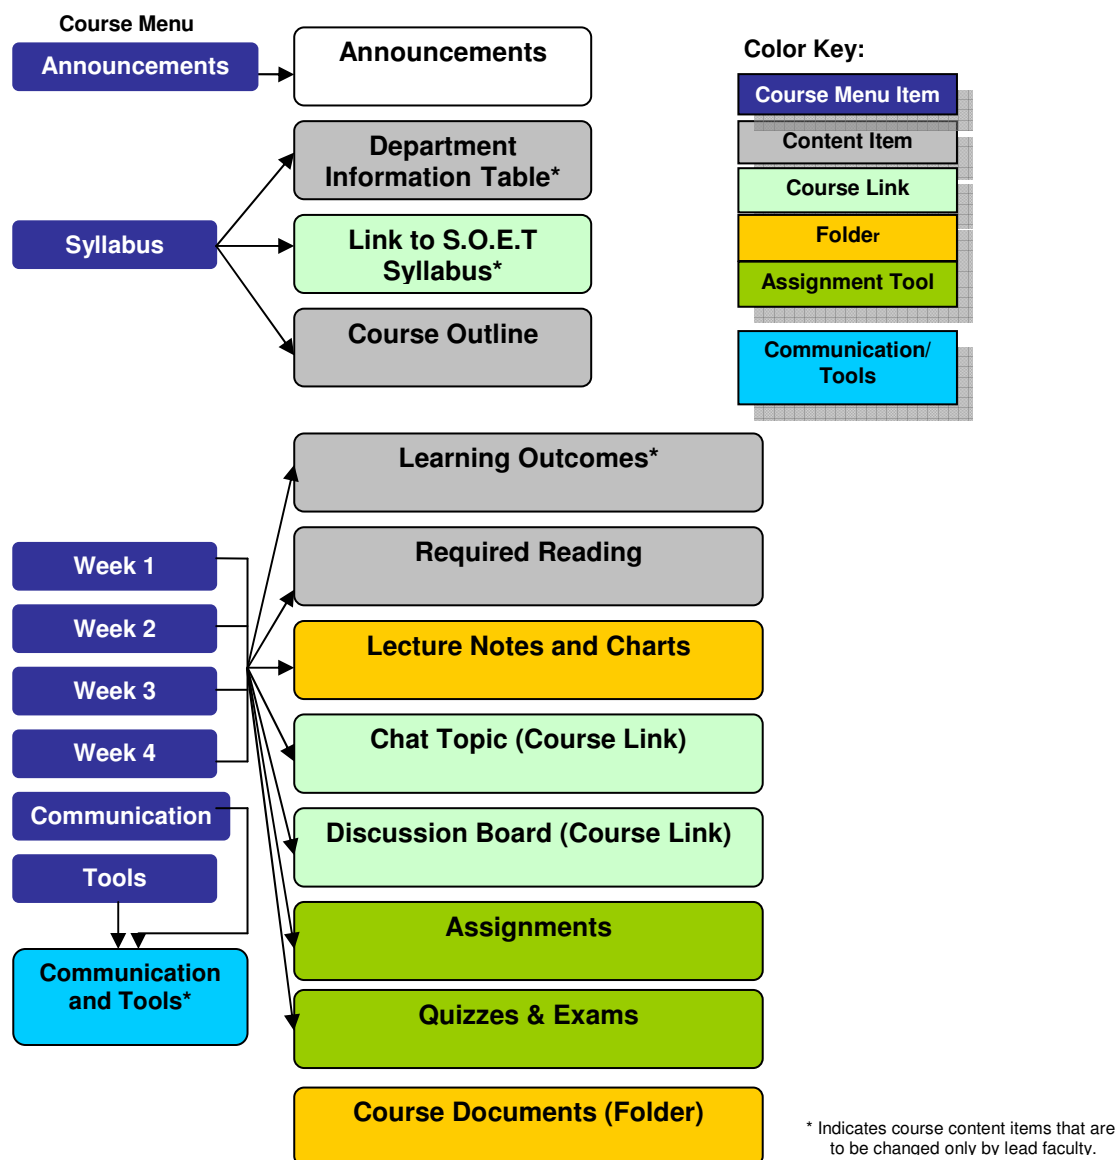 Course Menu
Announcements
Announcements
Department
Information Table*
Syllabus
Link to S.O.E.T
Syllabus*
Course Outline
Color Key:
Course Menu Item
Content Item
Course Link
Folder
Assignment Tool
Communication/
Tools
Learning Outcomes*
Required Reading
Week 1
Week 2
Lecture Notes and Charts
Week 3
Chat Topic (Course Link)
Week 4
Communication
Discussion Board (Course Link)
Tools
Assignments
Communication
and Tools*
Quizzes & Exams
Course Documents (Folder)
* Indicates course content items that are
to be changed only by lead faculty.